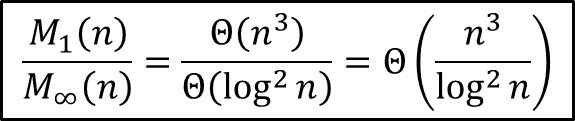 M₁(n)/M∞(n) = Θ(n³)/Θ(log² n) = Θ(n³/log² n)